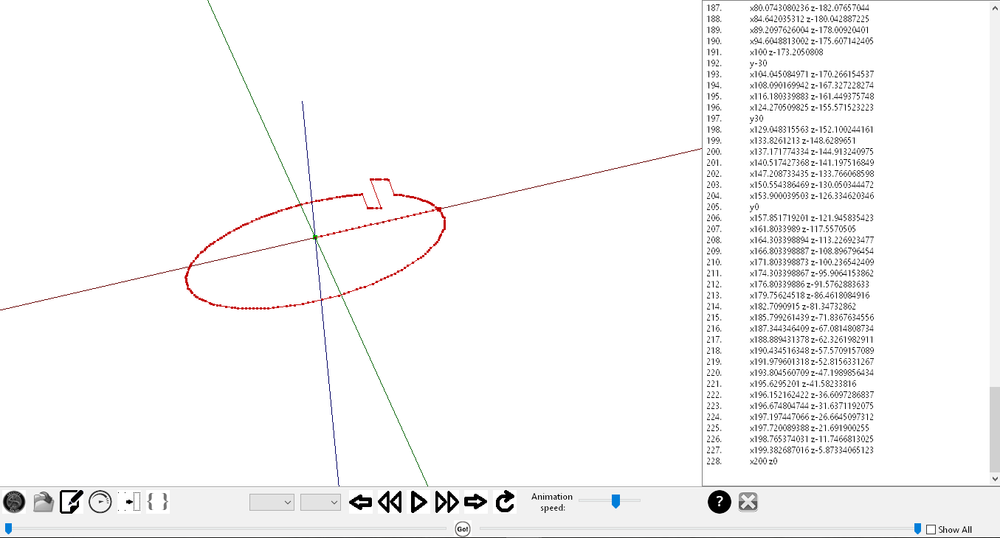 187. x80.0743080236 z-182.07657044
188. x84.642035312 z-180.042887225
189. x89.2097626004 z-178.00920401
190. x94.6048813002 z-175.607142405
191. x100 z-173.2050808
192. y-30
193. x104.045084971 z-170.266154537
194. x108.090169942 z-167.327228274
195. x116.180339883 z-161.449375748
196. x124.270509825 z-155.571523223
197. y30
198. x129.048315563 z-152.100244161
199. x133.8261213 z-148.6289651
200. x137.171774334 z-144.913240975
201. x140.517427368 z-141.197516849
202. x147.208733435 z-133.766068598
203. x150.554386469 z-130.050344472
204. x153.900039503 z-126.334620346
205. y0
206. x157.851719201 z-121.945835423
207. x161.8033989 z-117.5570505
208. x164.303398894 z-113.226923477
209. x166.803398887 z-108.896796454
210. x171.803398873 z-100.236542409
211. x174.303398867 z-95.9064153862
212. x176.80339886 z-91.5762883633
213. x179.75624518 z-86.4618084916
214. x182.7090915 z-81.34732862
215. x185.799261439 z-71.8367634556
216. x187.344346409 z-67.0814808734
217. x188.889431378 z-62.3261982911
218. x190.434516348 z-57.5709157089
219. x191.979601318 z-52.8156331267
220. x193.804560709 z-47.1989856434
221. x195.6295201 z-41.58233816
222. x196.152162422 z-36.6097286837
223. x196.674804744 z-31.6371192075
224. x197.197447066 z-26.6645097312
225. x197.720089388 z-21.691900255
226. x198.765374031 z-11.7466813025
227. x199.382687016 z-5.87334065123
228. x200 z0
Animation
speed:
?
Go!
Show All